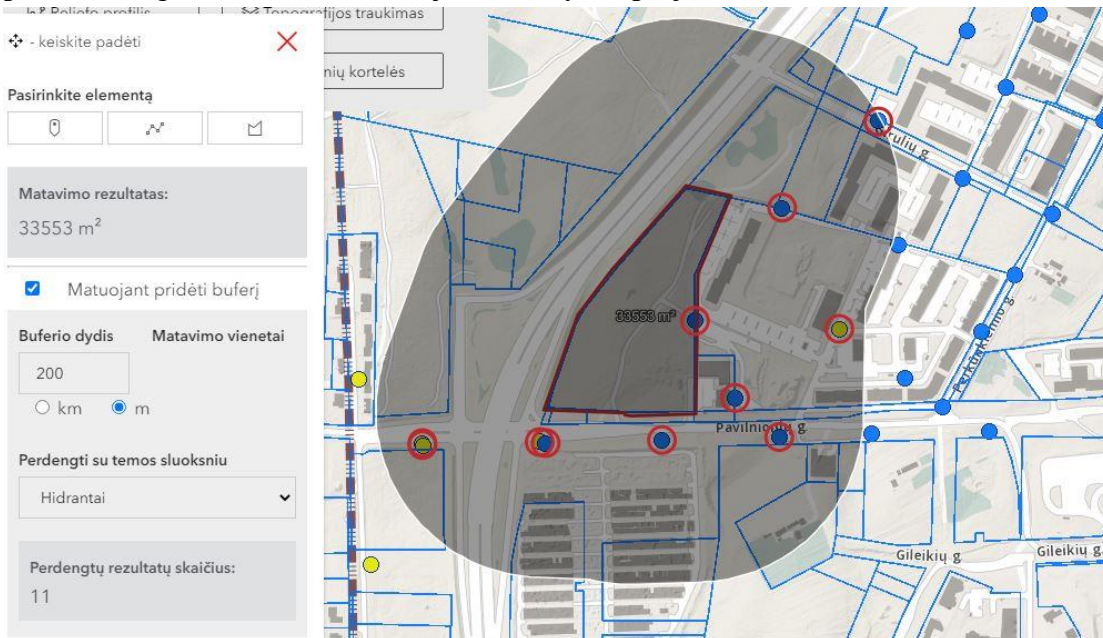 Reljefo profilis
Topografijos traukimas
- keiskite padėti
nių kortelės
Pasirinkite elementą
Matavimo rezultatas:
33553 m²
Matuojant pridėti buferį
Buferio dydis
Matavimo vienetai
200
km
m
Perdengti su temos sluoksniu
Hidrantai
Perdengtų rezultatų skaičius:
11
33553 m²
Pavilnionių g.
Perkūnkiemio g.
Gileikių g.
Gileikių g.